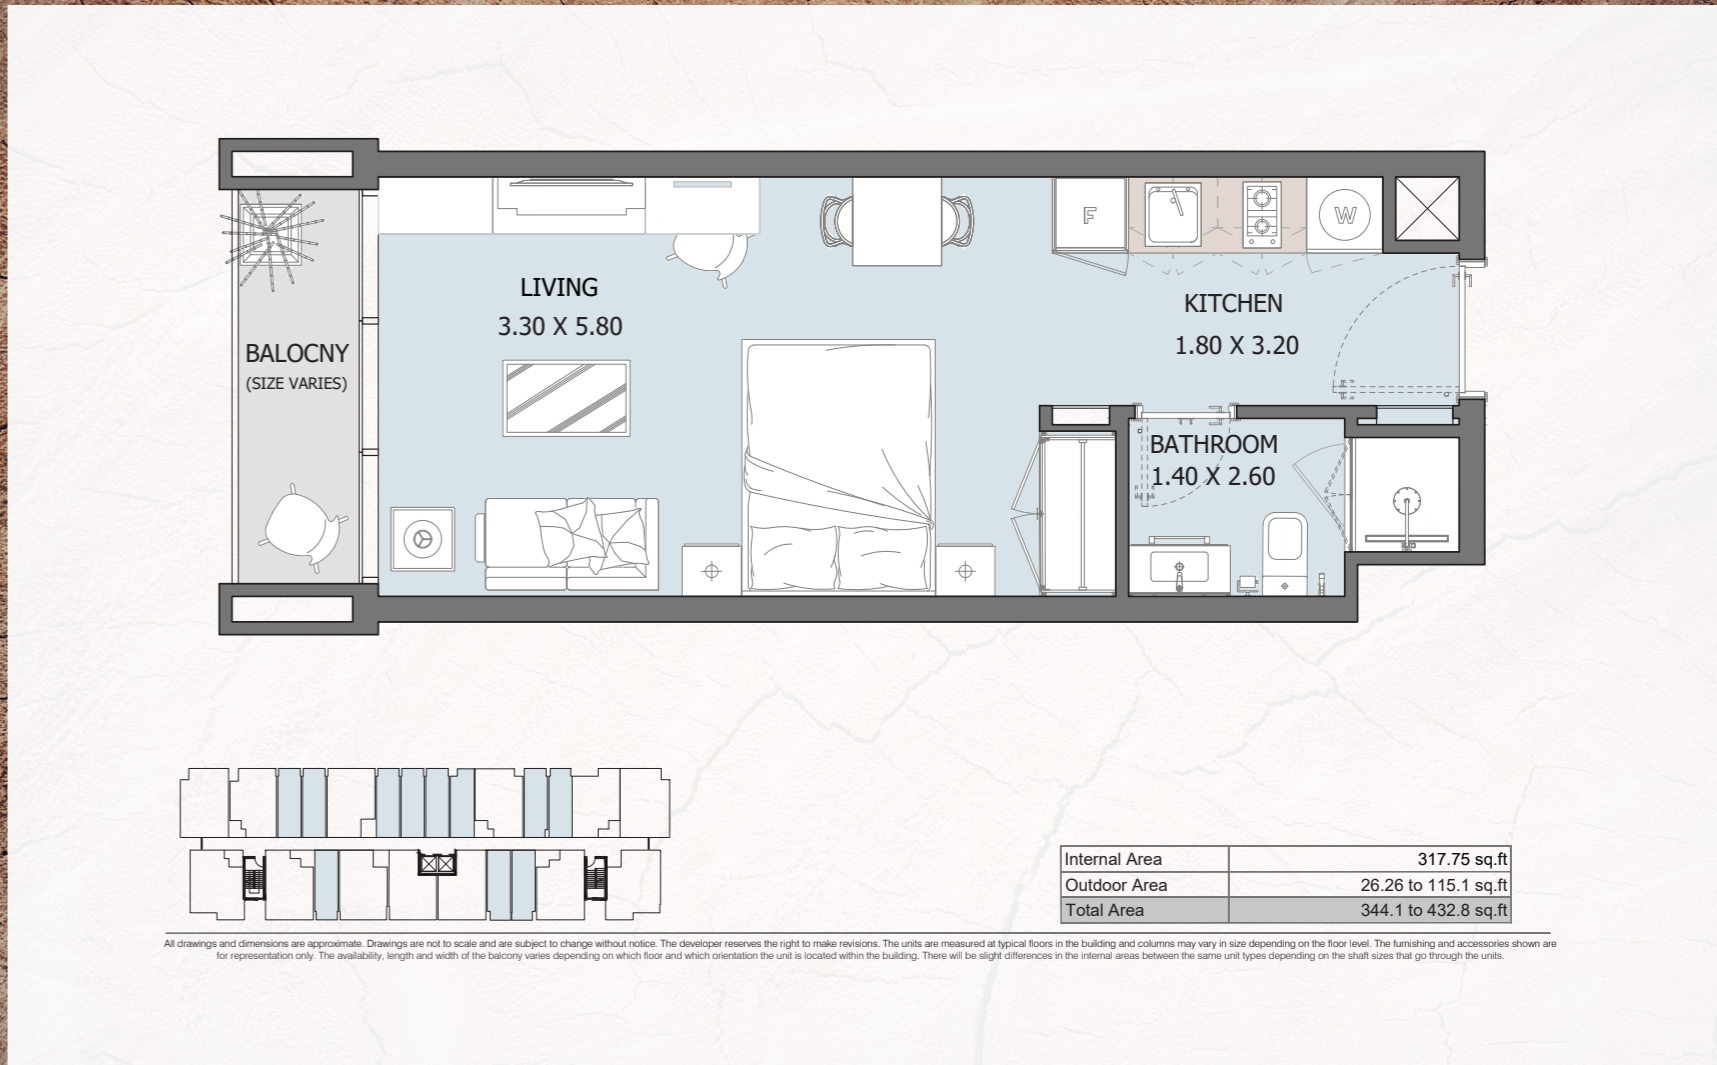 F
W
LIVING
3.30 X 5.80
KITCHEN
1.80 X 3.20
BALOCNY
(SIZE VARIES)
BATHROOM
1.40 X 2.60
Internal Area 317.75 sq.ft
Outdoor Area 26.26 to 115.1 sq.ft
Total Area 344.1 to 432.8 sq.ft
All drawings and dimensions are approximate. Drawings are not to scale and are subject to change without notice. The developer reserves the right to make revisions. The units are measured at typical floors in the building and columns may vary in size depending on the floor level. The furnishing and accessories shown are
for representation only. The availability, length and width of the balcony varies depending on which floor and which orientation the unit is located within the building. There will be slight differences in the internal areas between the same unit types depending on the shaft sizes that go through the units.